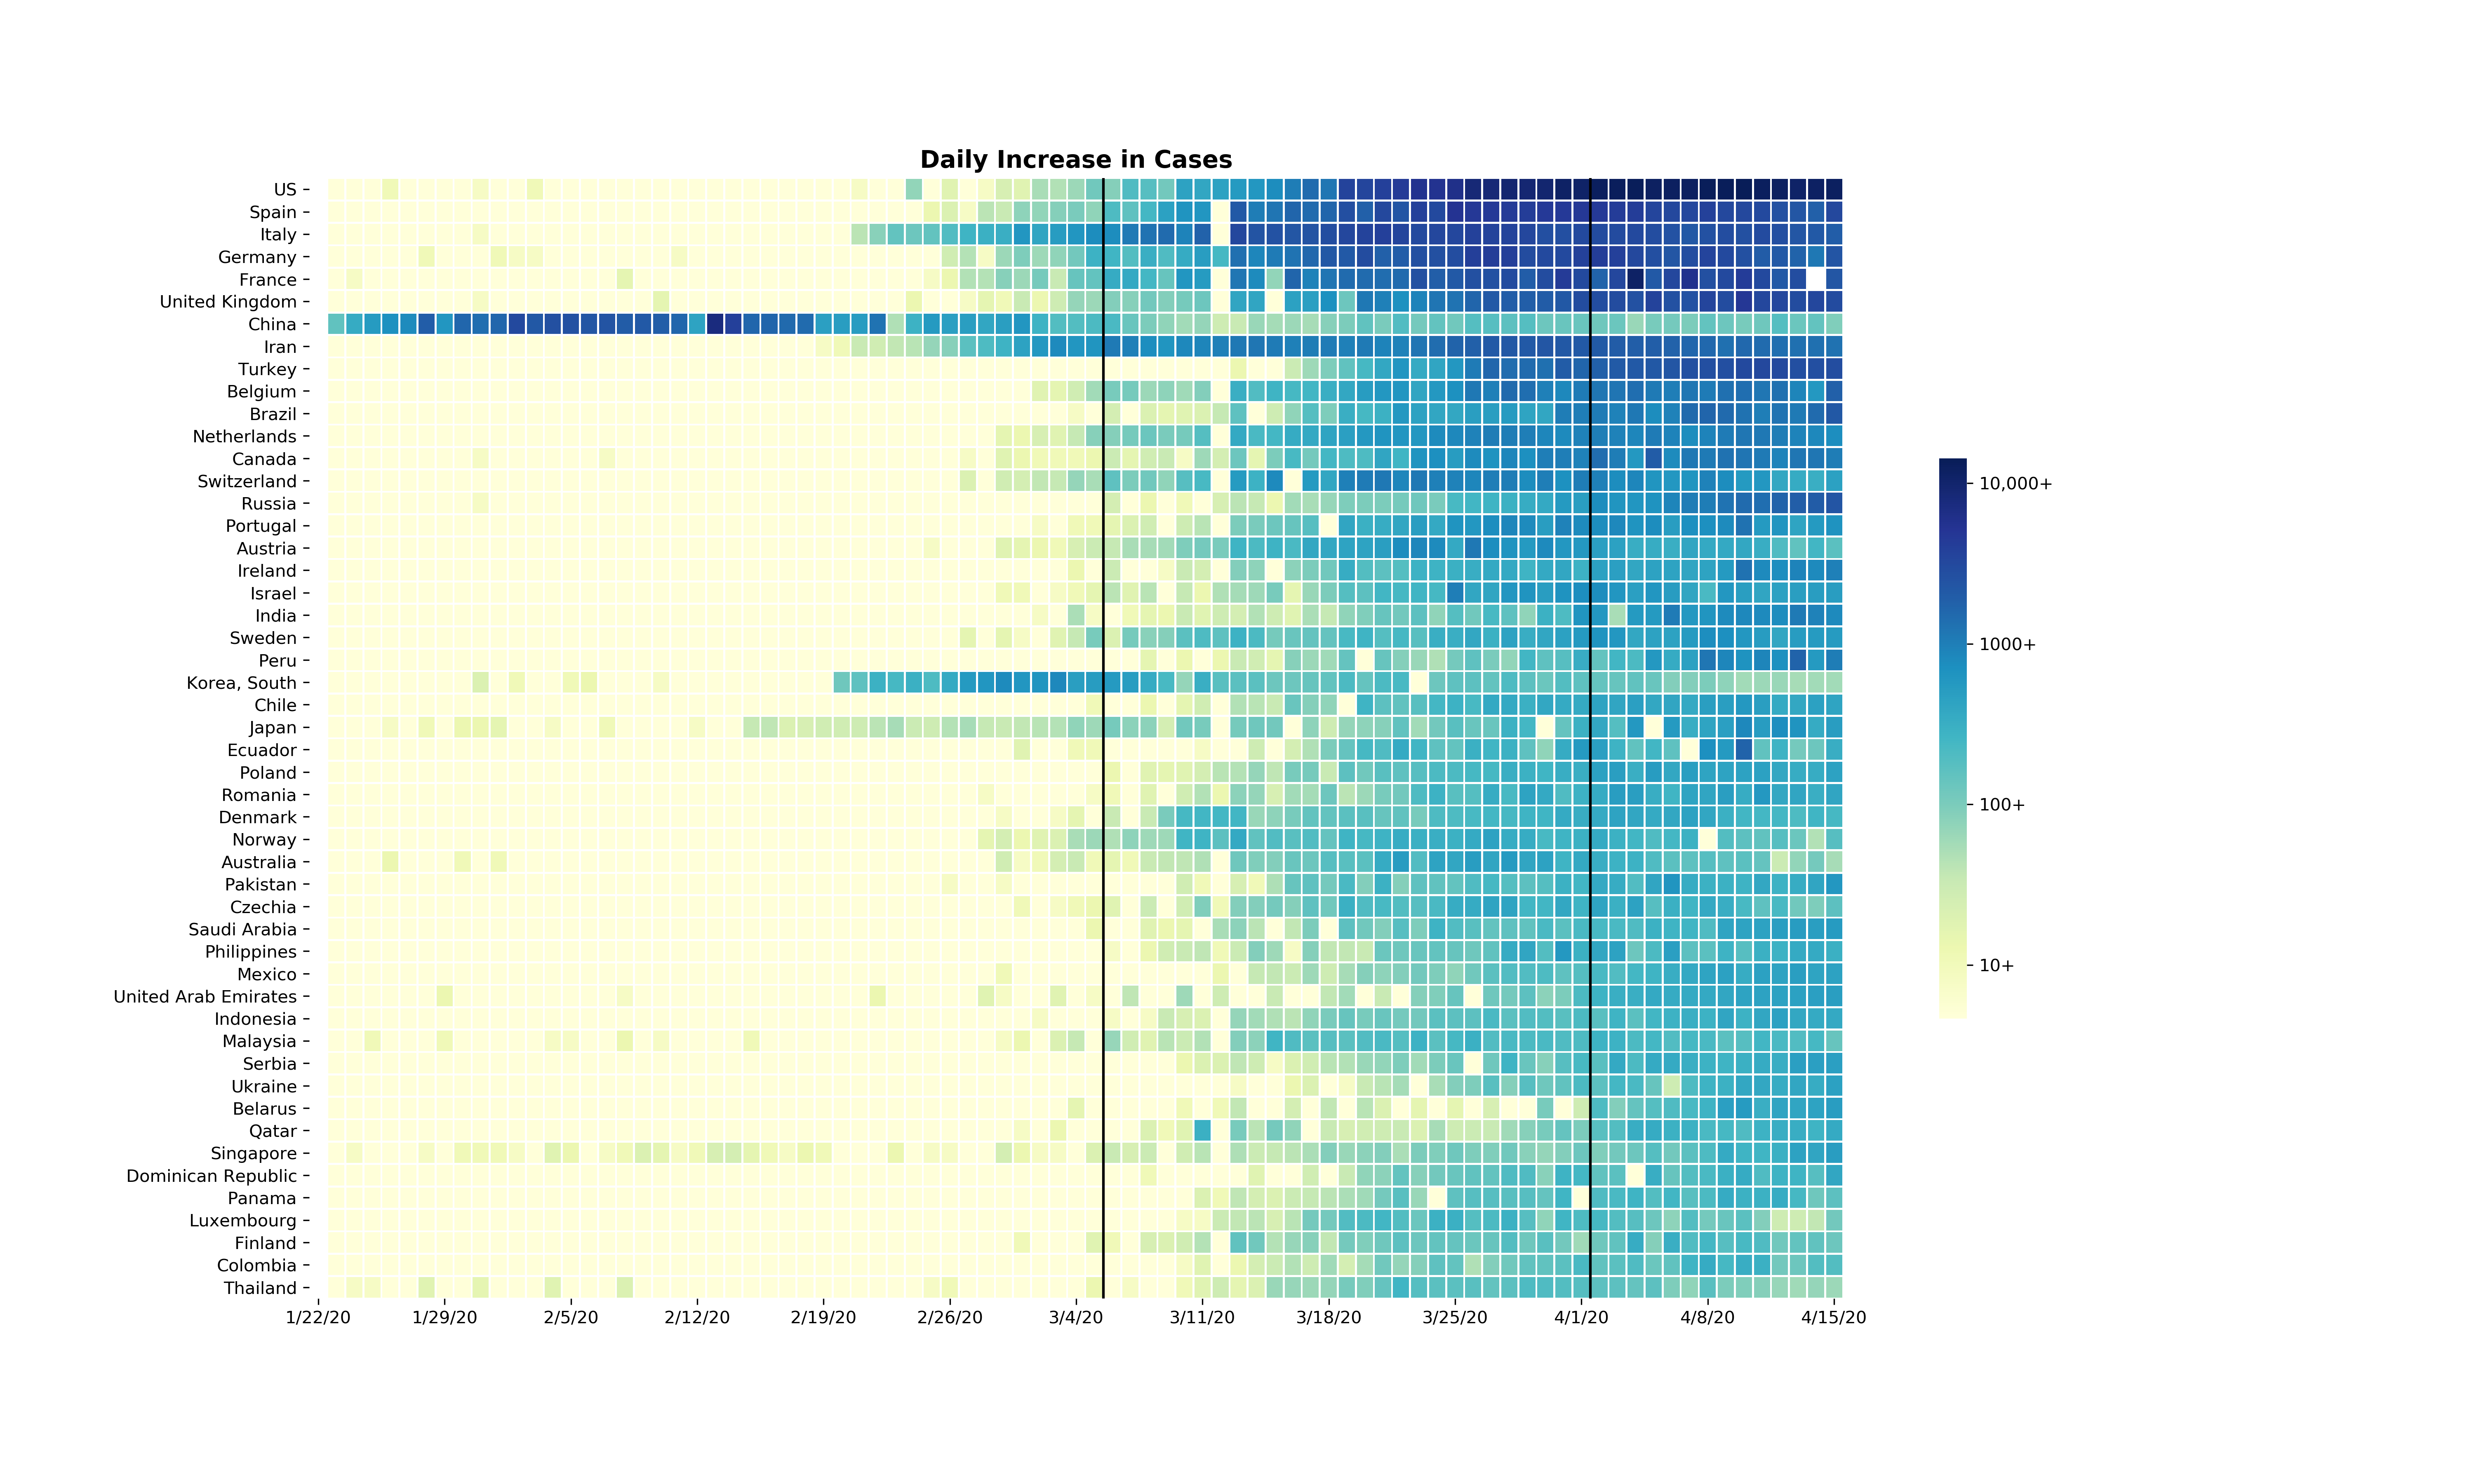 Daily Increase in Cases
US
Spain
Italy
Germany
France
United Kingdom
China
Iran
Turkey
Belgium
Brazil
Netherlands
Canada
Switzerland
Russia
Portugal
Austria
Ireland
Israel
India
Sweden
Peru
Korea, South
Chile
Japan
Ecuador
Poland
Romania
Denmark
Norway
Australia
Pakistan
Czechia
Saudi Arabia
Philippines
Mexico
United Arab Emirates
Indonesia
Malaysia
Serbia
Ukraine
Belarus
Qatar
Singapore
Dominican Republic
Panama
Luxembourg
Finland
Colombia
Thailand
1/22/20 1/29/20 2/5/20 2/12/20 2/19/20 2/26/20 3/4/20 3/11/20 3/18/20 3/25/20 4/1/20 4/8/20 4/15/20
10,000+
1000+
100+
10+